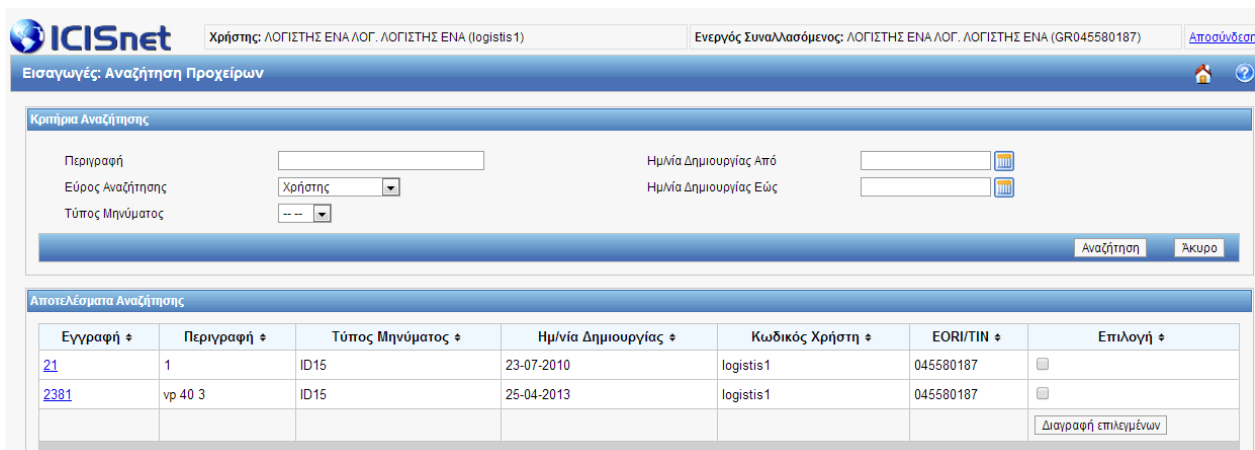 ICISnet Χρήστης: ΛΟΓΙΣΤΗΣ ΕΝΑ ΛΟΓ. ΛΟΓΙΣΤΗΣ ΕΝΑ (logistis1) Ενεργός Συναλλασόμενος: ΛΟΓΙΣΤΗΣ ΕΝΑ ΛΟΓ. ΛΟΓΙΣΤΗΣ ΕΝΑ (GR045580187) Αποσύνδεση
Εισαγωγές: Αναζήτηση Προχείρων
Κριτήρια Αναζήτησης
Περιγραφή Ημ/νία Δημιουργίας Από
Εύρος Αναζήτησης Χρήστης Ημ/νία Δημιουργίας Εώς
Τύπος Μηνύματος -- --
Αναζήτηση Άκυρο
Αποτελέσματα Αναζήτησης
Εγγραφή Περιγραφή Τύπος Μηνύματος Ημ/νία Δημιουργίας Κωδικός Χρήστη EORI/TIN Επιλογή
21 1 ID15 23-07-2010 logistis1 045580187
2381 vp 40 3 ID15 25-04-2013 logistis1 045580187
Διαγραφή επιλεγμένων